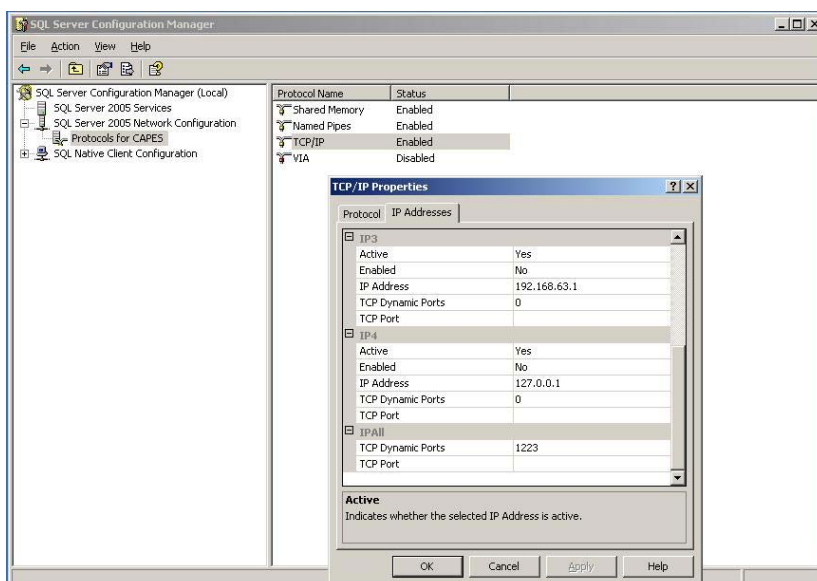 SQL Server Configuration Manager
File Action View Help
SQL Server Configuration Manager (Local)
SQL Server 2005 Services
SQL Server 2005 Network Configuration
Protocols for CAPES
SQL Native Client Configuration
Protocol Name Status
Shared Memory Enabled
Named Pipes Enabled
TCP/IP Enabled
VIA Disabled
TCP/IP Properties
Protocol IP Addresses
IP3
Active Yes
Enabled No
IP Address 192.168.63.1
TCP Dynamic Ports 0
TCP Port
IP4
Active Yes
Enabled No
IP Address 127.0.0.1
TCP Dynamic Ports 0
TCP Port
IPAll
TCP Dynamic Ports 1223
TCP Port
Active
Indicates whether the selected IP Address is active.
OK Cancel Apply Help